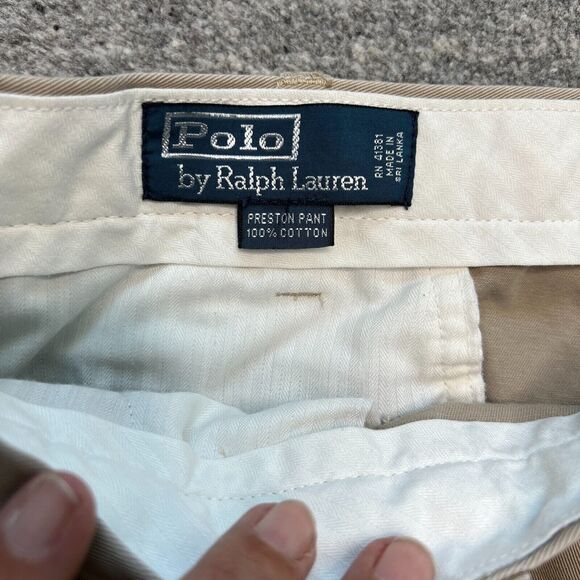 Polo
by Ralph Lauren
RN 41381
MADE IN
SRI LANKA
PRESTON PANT
100% COTTON